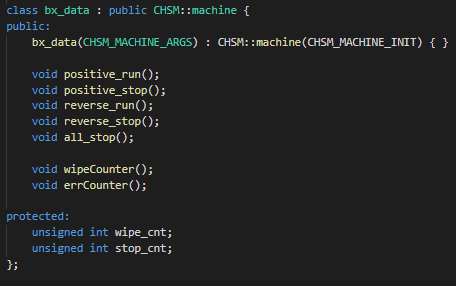 class bx_data : public CHSM::machine {
public:
    bx_data(CHSM_MACHINE_ARGS) : CHSM::machine(CHSM_MACHINE_INIT) { }
    void positive_run();
    void positive_stop();
    void reverse_run();
    void reverse_stop();
    void all_stop();
    void wipeCounter();
    void errCounter();
protected:
    unsigned int wipe_cnt;
    unsigned int stop_cnt;
};